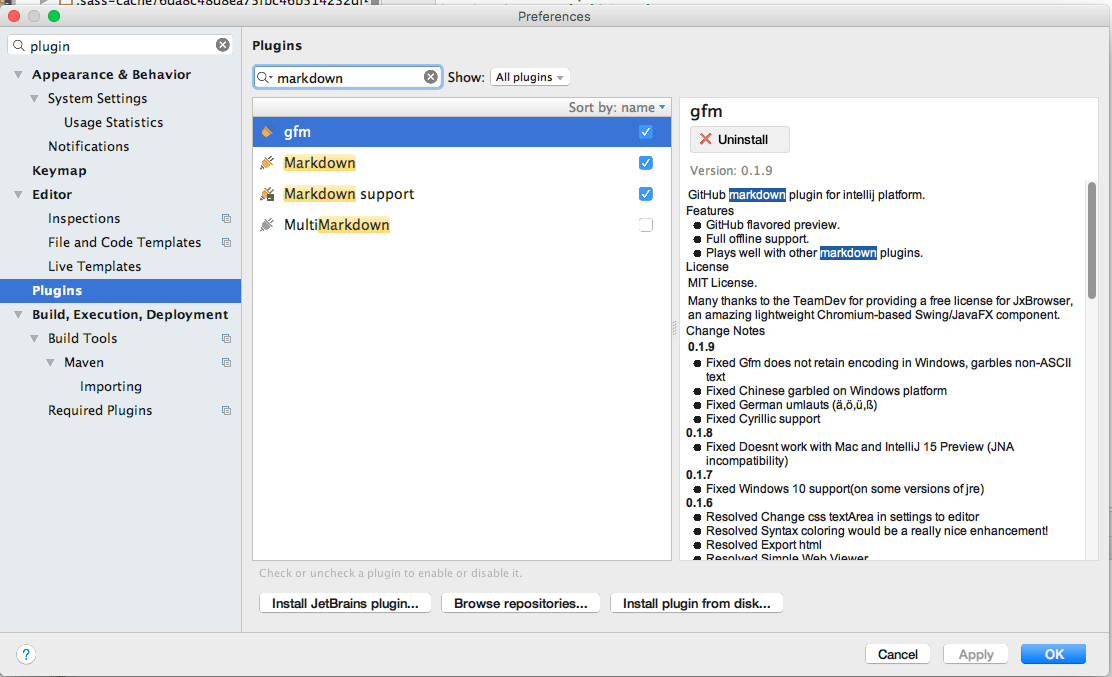 .sass-cache/6da8c48d8ea75fbc46b314232df
Preferences
plugin
Appearance & Behavior
System Settings
Usage Statistics
Notifications
Keymap
Editor
Inspections
File and Code Templates
Live Templates
Plugins
Build, Execution, Deployment
Build Tools
Maven
Importing
Required Plugins
Plugins
markdown
Show: All plugins
Sort by: name
gfm
Markdown
Markdown support
MultiMarkdown
Check or uncheck a plugin to enable or disable it.
Install JetBrains plugin... Browse repositories... Install plugin from disk...
gfm
Uninstall
Version: 0.1.9
GitHub markdown plugin for intellij platform.
Features
● GitHub flavored preview.
● Full offline support.
● Plays well with other markdown plugins.
License
MIT License.
Many thanks to the TeamDev for providing a free license for JxBrowser,
an amazing lightweight Chromium-based Swing/JavaFX component.
Change Notes
0.1.9
● Fixed Gfm does not retain encoding in Windows, garbles non-ASCII
text
● Fixed Chinese garbled on Windows platform
● Fixed German umlauts (ä,ö,ü,ß)
● Fixed Cyrillic support
0.1.8
● Fixed Doesnt work with Mac and IntelliJ 15 Preview (JNA
incompatibility)
0.1.7
● Fixed Windows 10 support(on some versions of jre)
0.1.6
● Resolved Change css textArea in settings to editor
● Resolved Syntax coloring would be a really nice enhancement!
● Resolved Export html
● Resolved Simple Web Viewer
?
Cancel Apply OK